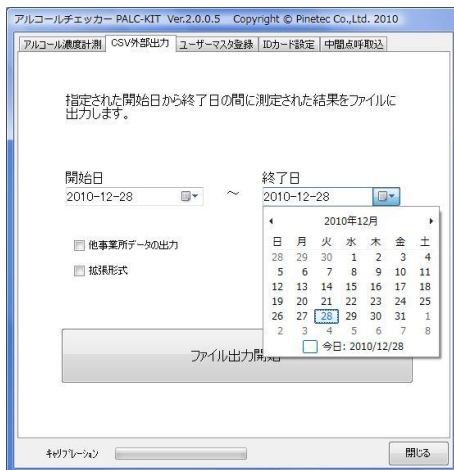 アルコールチェッカー PALC-KIT Ver.2.0.0.5 Copyright © Pinetec Co.,Ltd. 2010
アルコール濃度計測 CSV外部出力 ユーザーマスタ登録 IDカード設定 中間点呼取込
指定された開始日から終了日の間に測定された結果をファイルに
出力します。
開始日 終了日
2010-12-28 ～ 2010-12-28
2010年12月
日 月 火 水 木 金 土
28 29 30 1 2 3 4
5 6 7 8 9 10 11
12 13 14 15 16 17 18
19 20 21 22 23 24 25
26 27 28 29 30 31 1
2 3 4 5 6 7 8
今日: 2010/12/28
他事業所データの出力
拡張形式
ファイル出力開始
キャリブレーション 閉じる